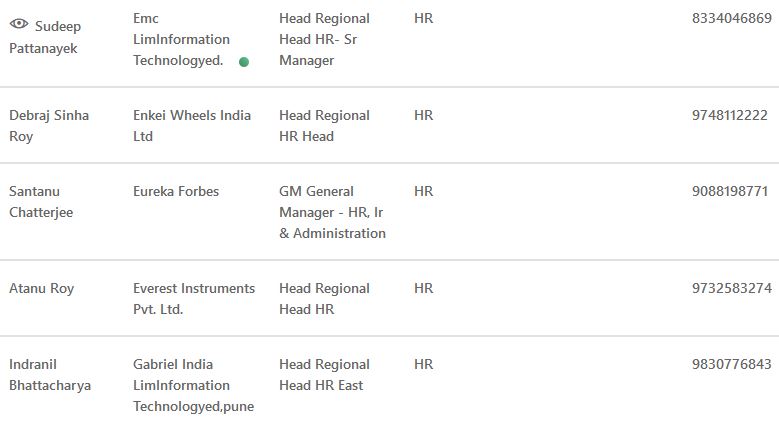 Sudeep
Pattanayek
Emc
LimInformation
Technologyed.
Head Regional
Head HR- Sr
Manager
HR
8334046869
Debraj Sinha
Roy
Enkei Wheels India
Ltd
Head Regional
HR Head
HR
9748112222
Santanu
Chatterjee
Eureka Forbes
GM General
Manager - HR, Ir
& Administration
HR
9088198771
Atanu Roy
Everest Instruments
Pvt. Ltd.
Head Regional
Head HR
HR
9732583274
Indranil
Bhattacharya
Gabriel India
LimInformation
Technologyed,pune
Head Regional
Head HR East
HR
9830776843